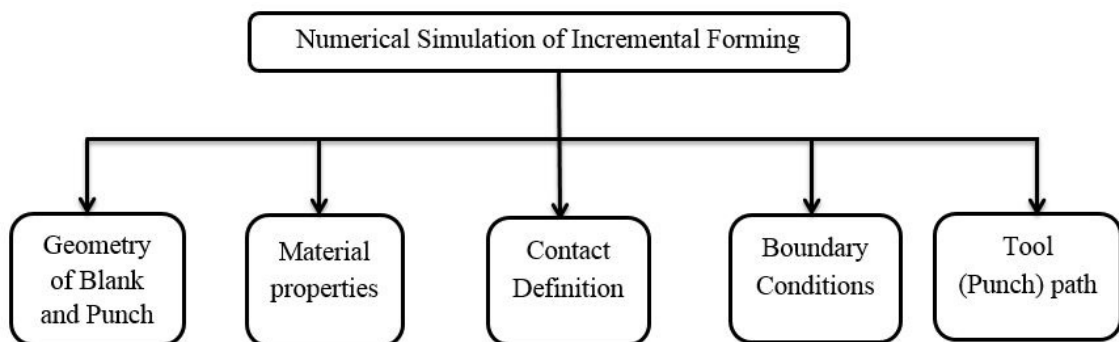 Numerical Simulation of Incremental Forming
Geometry
of Blank
and Punch
Material
properties
Contact
Definition
Boundary
Conditions
Tool
(Punch) path